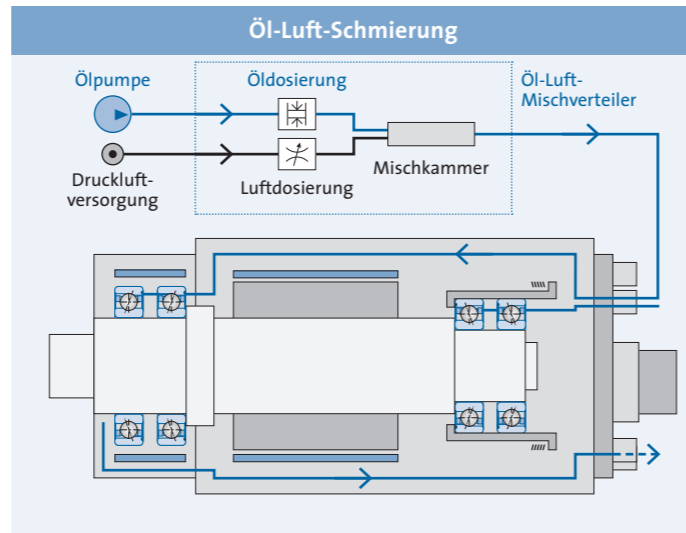 Öl-Luft-Schmierung
Ölpumpe
Öldosierung
Öl-Luft-
Mischverteiler
Druckluft-
versorgung
Luftdosierung
Mischkammer